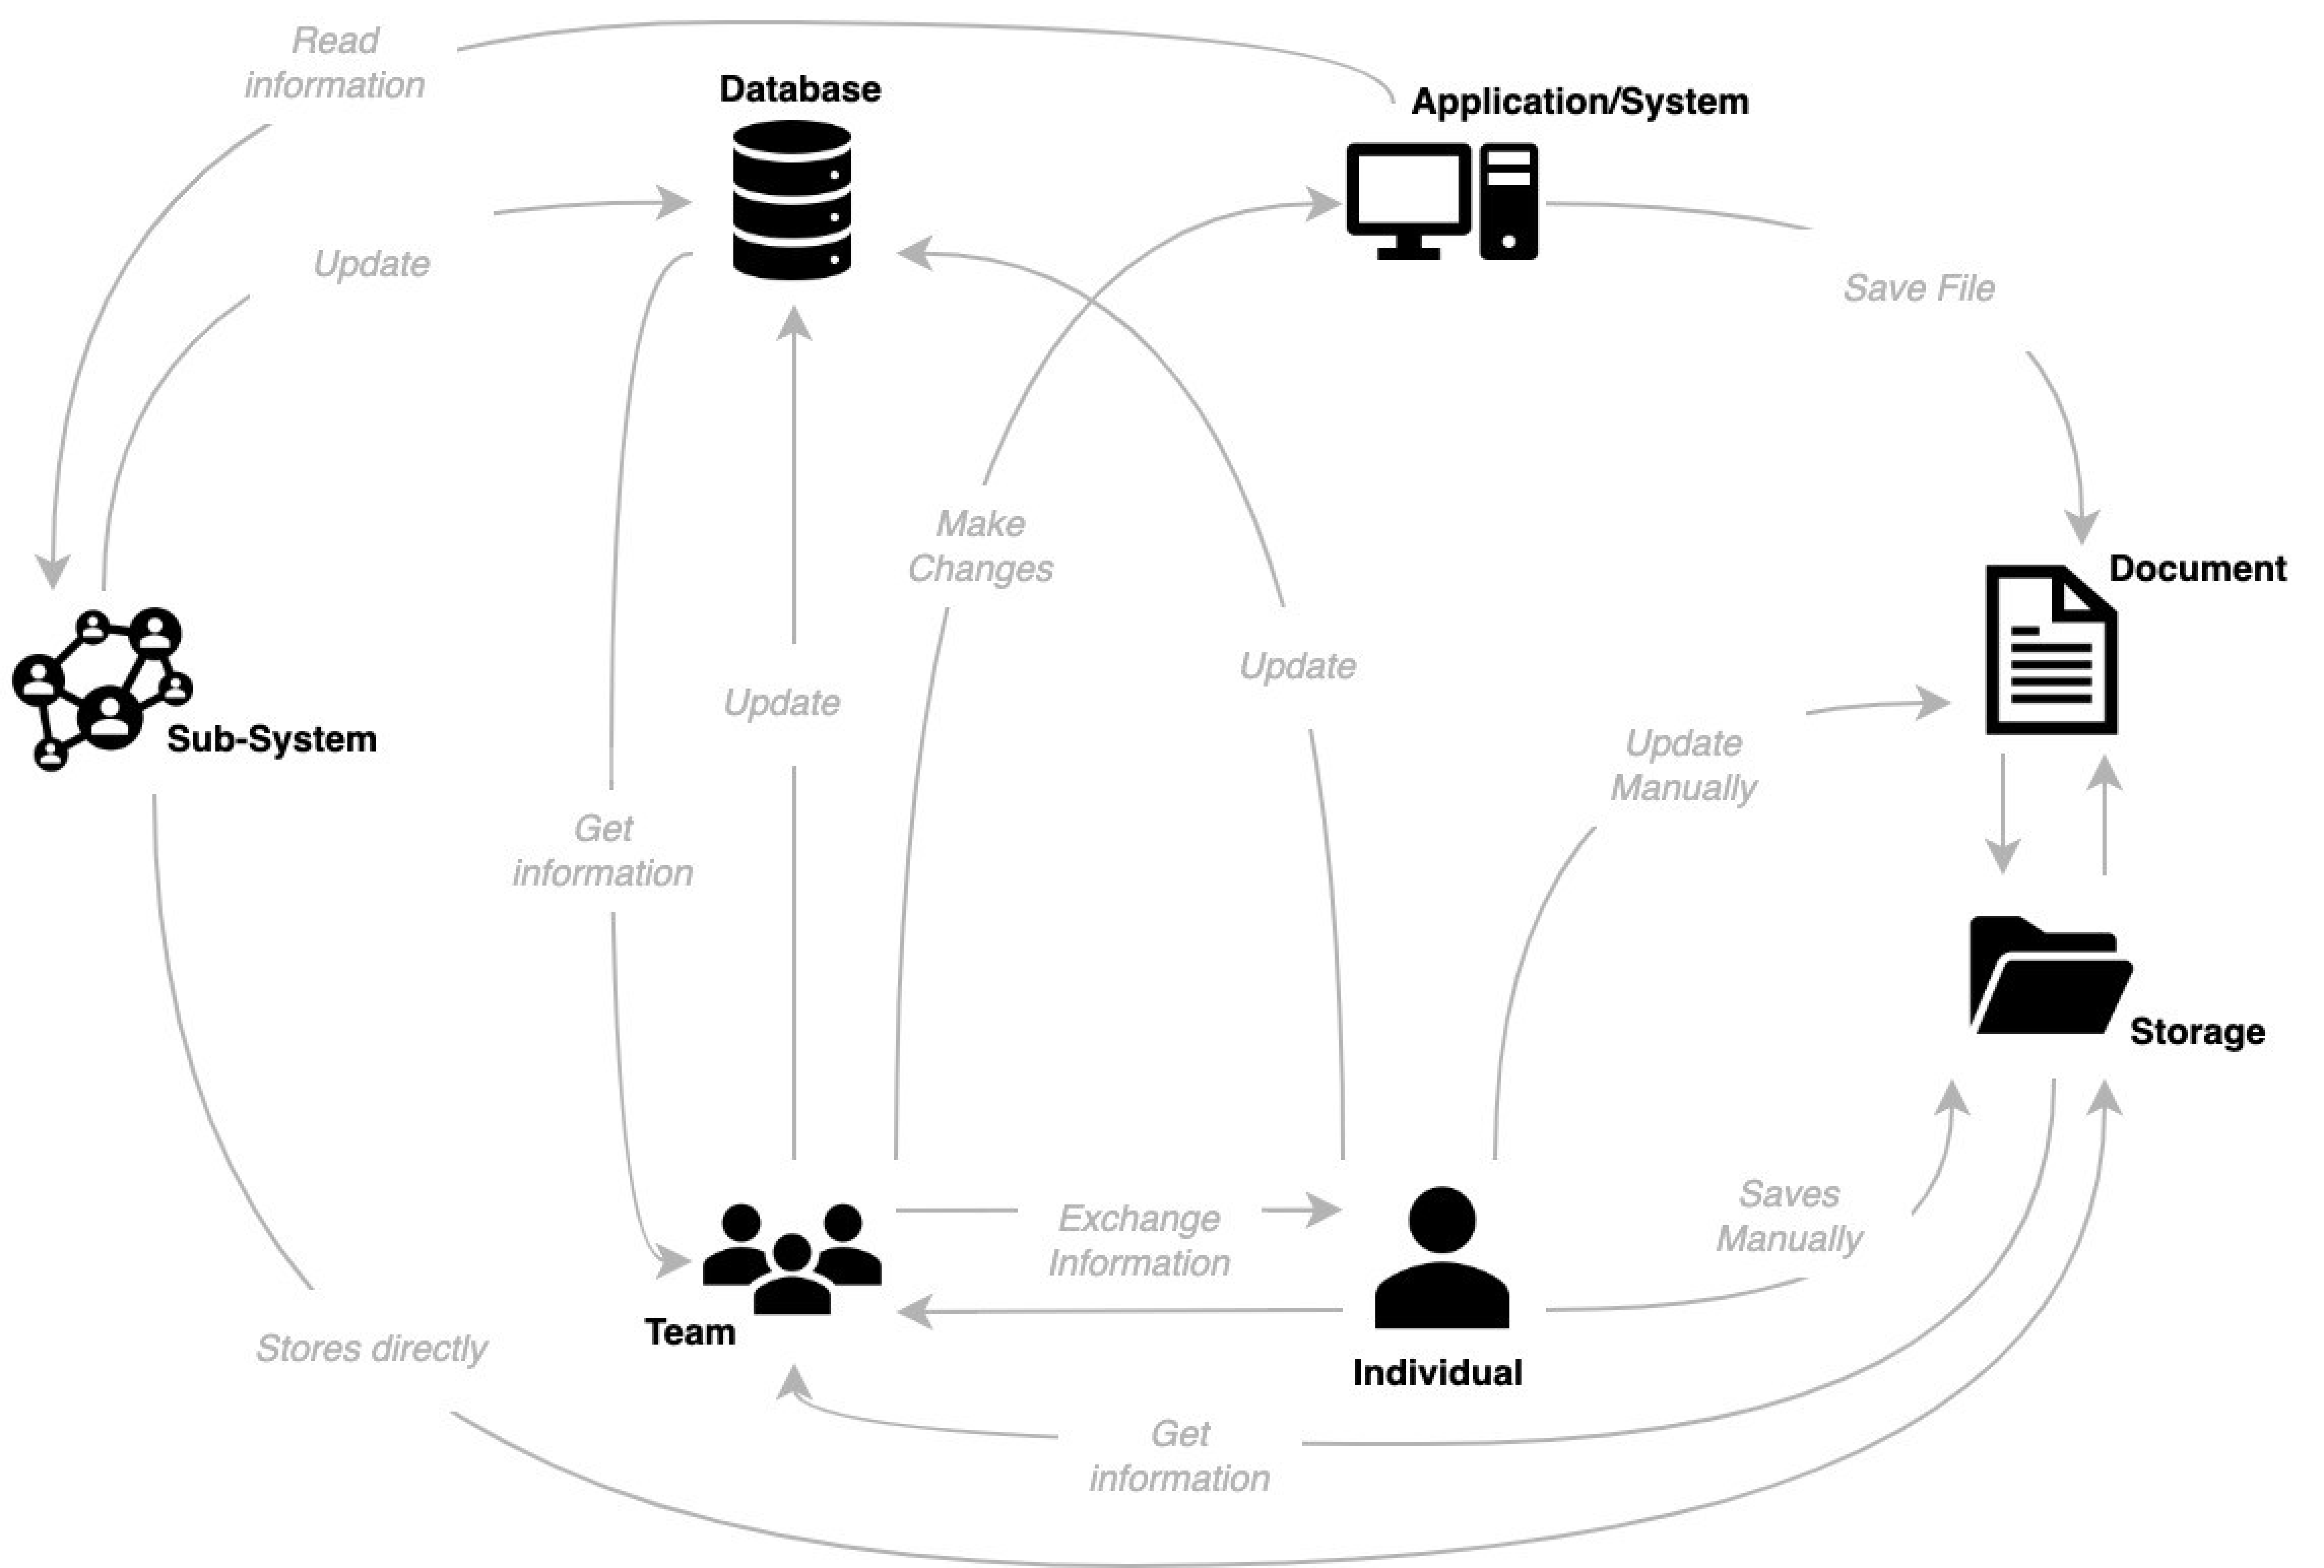 Read
information
Database
Application/System
Update
Save File
Make
Changes
Document
Update
Update
Sub-System
Update
Manually
Get
information
Storage
Saves
Manually
Exchange
Information
Team
Stores directly
Individual
Get
information